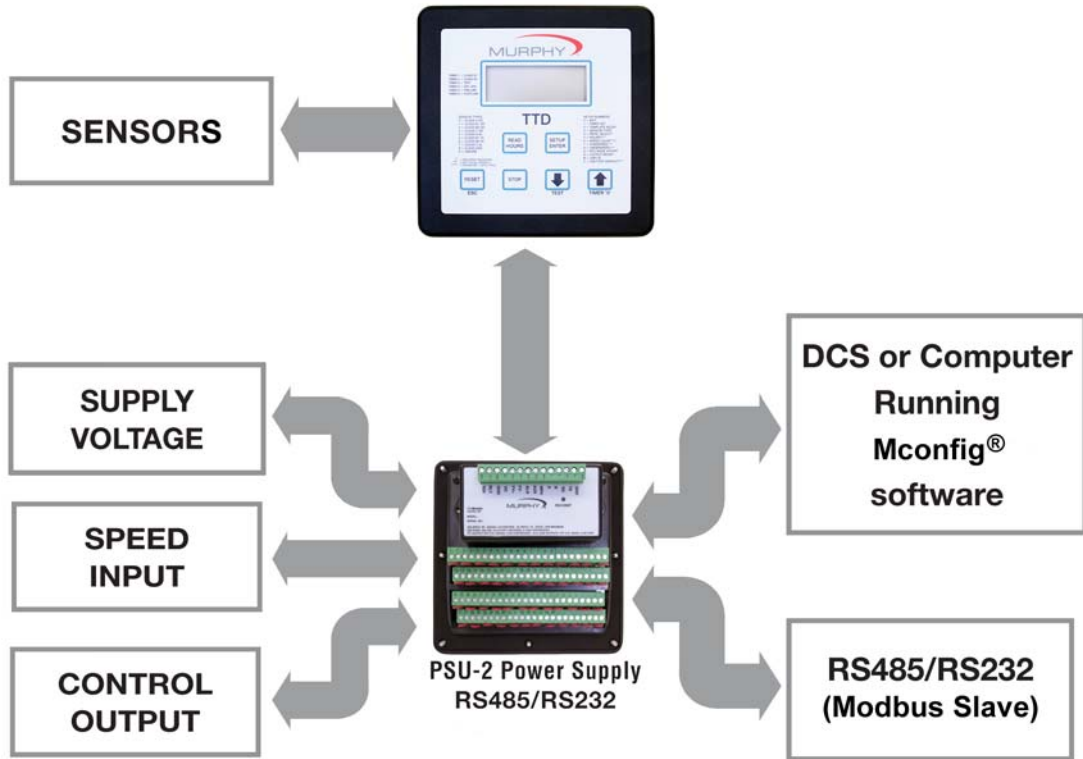 MURPHY
SENSORS
TTD
READ
HOURS
SETUP
ENTER
RESET
STOP
ESC
TEST
SUPPLY
VOLTAGE
SPEED
INPUT
CONTROL
OUTPUT
MURPHY
PSU-2 Power Supply
RS485/RS232
DCS or Computer
Running
Mconfig®
software
RS485/RS232
(Modbus Slave)